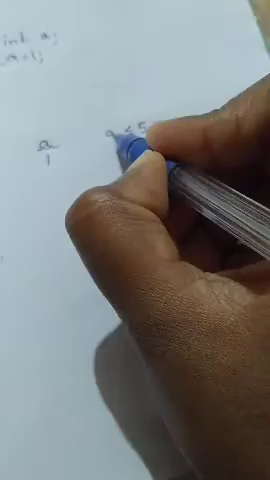 int a;
a=1;
a < 5
a
1